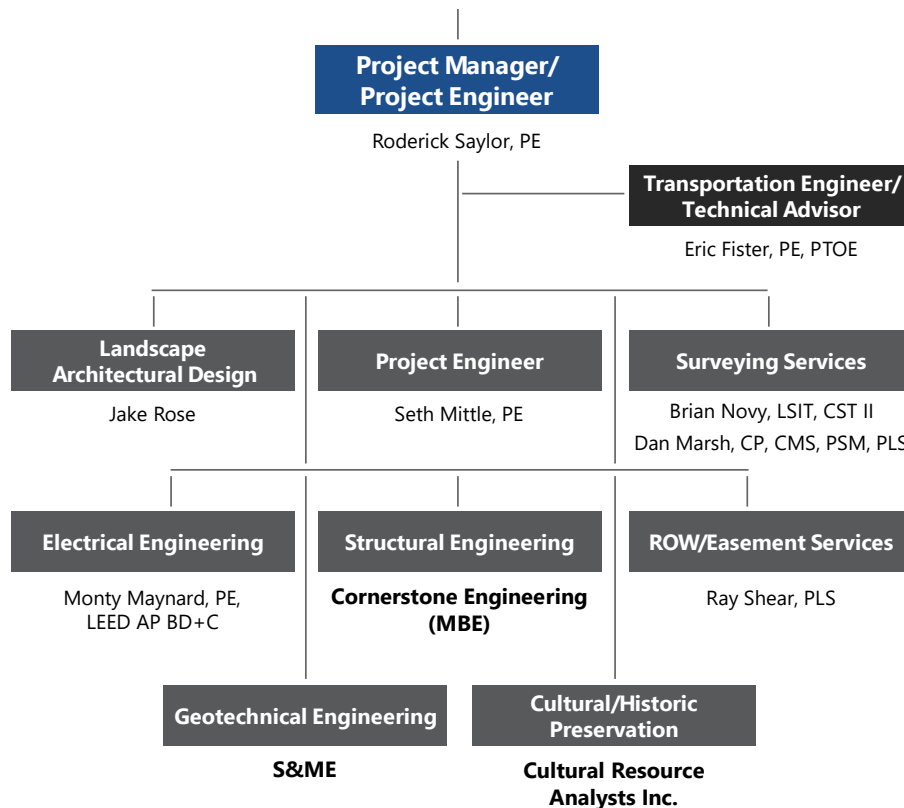 Project Manager/
Project Engineer
Roderick Saylor, PE
Transportation Engineer/
Technical Advisor
Eric Fister, PE, PTOE
Landscape
Architectural Design
Jake Rose
Project Engineer
Seth Mittle, PE
Surveying Services
Brian Novy, LSIT, CST II
Dan Marsh, CP, CMS, PSM, PLS
Electrical Engineering
Monty Maynard, PE,
LEED AP BD+C
Structural Engineering
Cornerstone Engineering
(MBE)
ROW/Easement Services
Ray Shear, PLS
Geotechnical Engineering
S&ME
Cultural/Historic
Preservation
Cultural Resource
Analysts Inc.